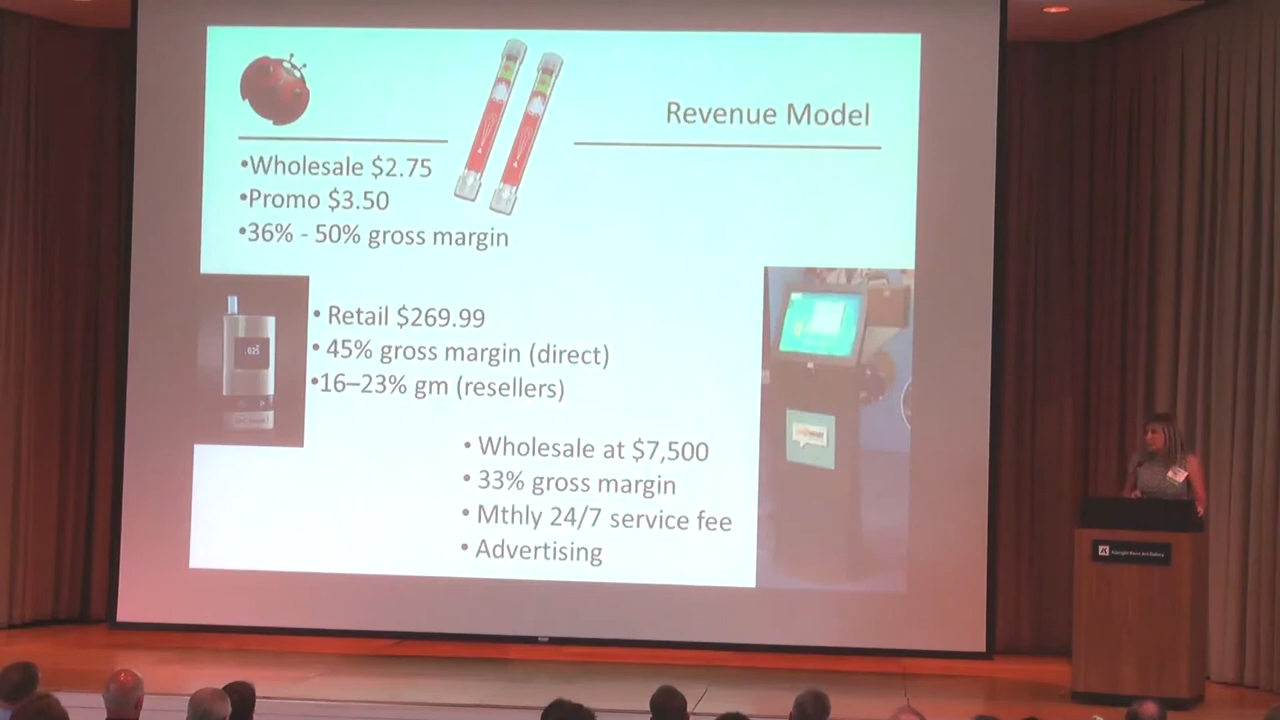 Revenue Model
•Wholesale $2.75
•Promo $3.50
•36% - 50% gross margin
• Retail $269.99
• 45% gross margin (direct)
•16–23% gm (resellers)
• Wholesale at $7,500
• 33% gross margin
• Mthly 24/7 service fee
• Advertising